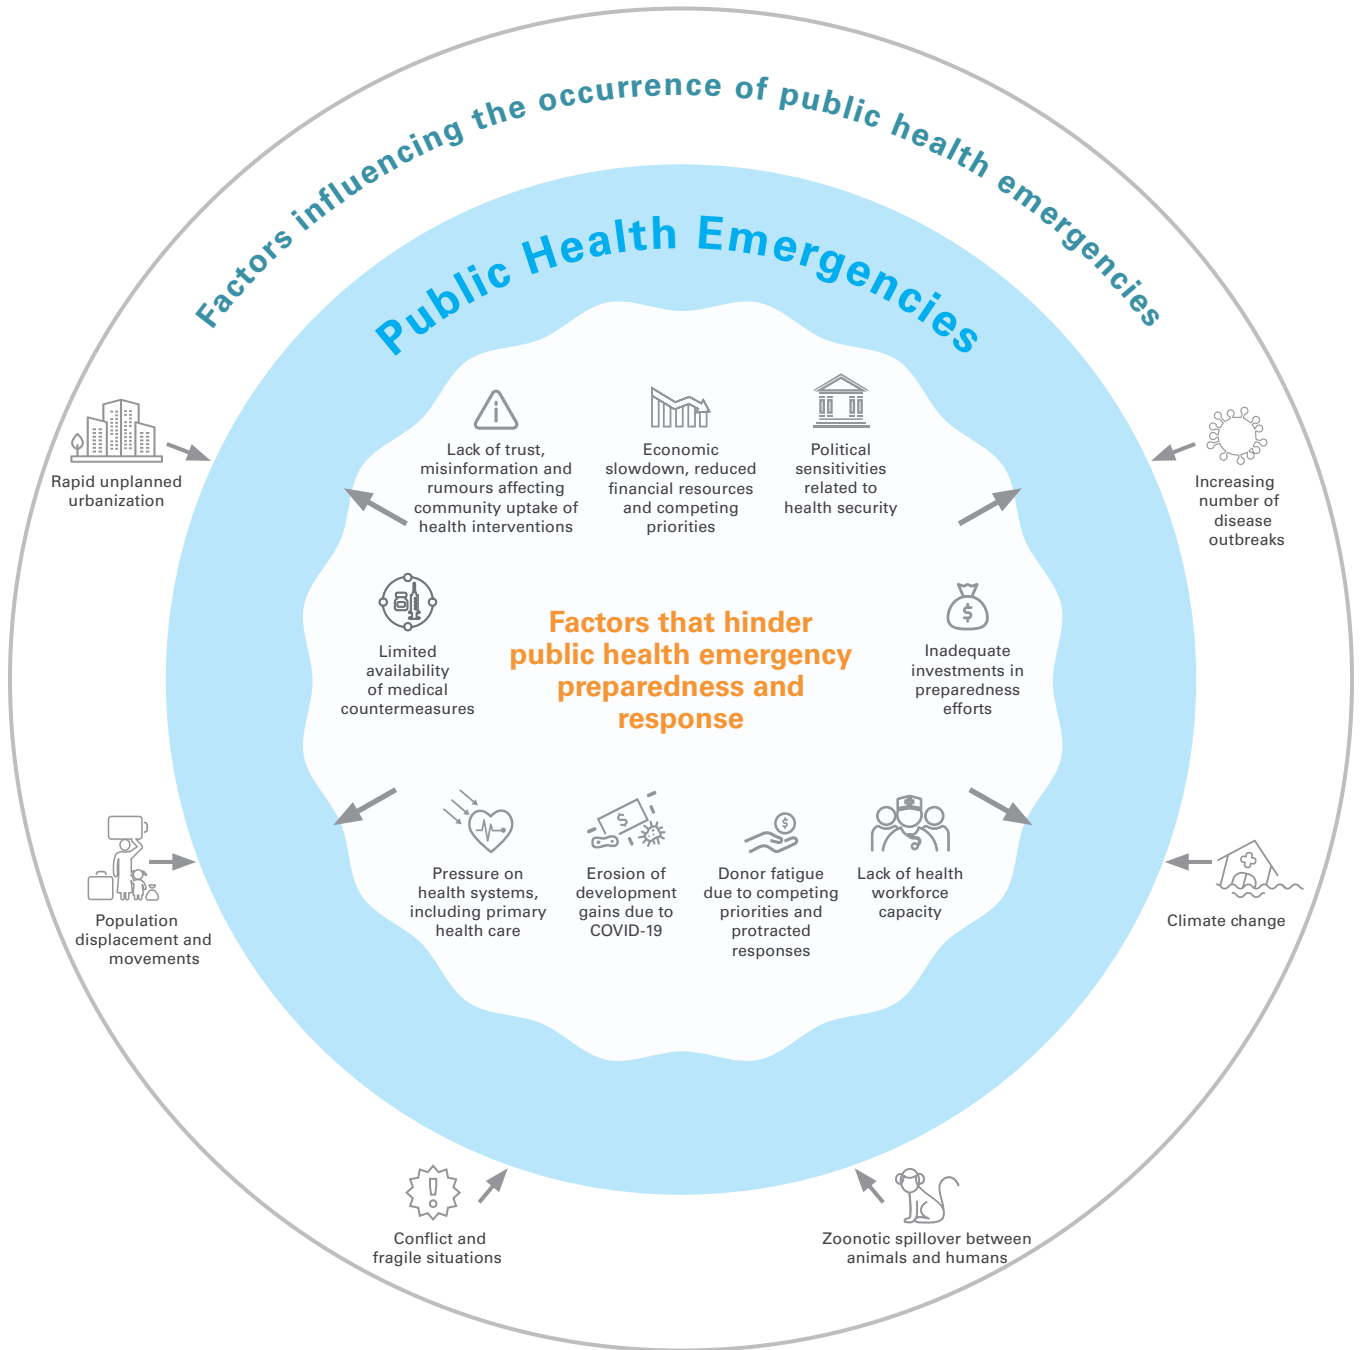 Factors influencing the occurrence of public health emergencies
Public Health Emergencies
Rapid unplanned
urbanization
Lack of trust,
misinformation and
rumours affecting
community uptake of
health interventions
Economic
slowdown, reduced
financial resources
and competing
priorities
Political
sensitivities
related to
health security
Increasing
number of
disease
outbreaks
Limited
availability
of medical
countermeasures
Factors that hinder
public health emergency
preparedness and
response
$
Inadequate
investments in
preparedness
efforts
Population
displacement and
movements
Pressure on
health systems,
including primary
health care
$
Erosion of
development
gains due to
COVID-19
$
Donor fatigue
due to competing
priorities and
protracted
responses
Lack of health
workforce
capacity
Climate change
Conflict and
fragile situations
Zoonotic spillover between
animals and humans